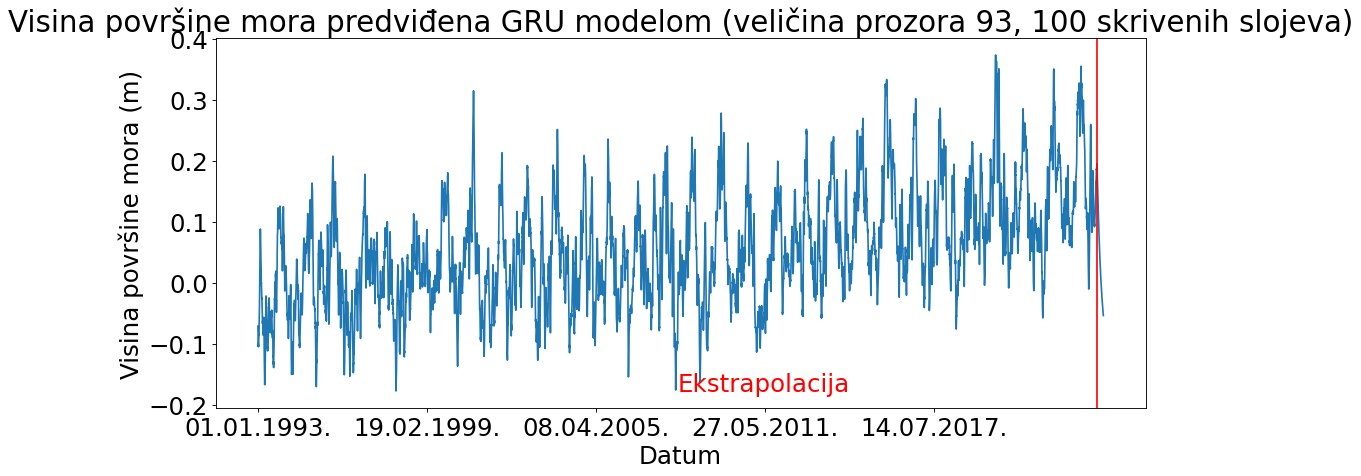 Visina površine mora predviđena GRU modelom (veličina prozora 93, 100 skrivenih slojeva)
Visina površine mora (m)
0.4
0.3
0.2
0.1
0.0
−0.1
−0.2
Ekstrapolacija
01.01.1993. 19.02.1999. 08.04.2005. 27.05.2011. 14.07.2017.
Datum